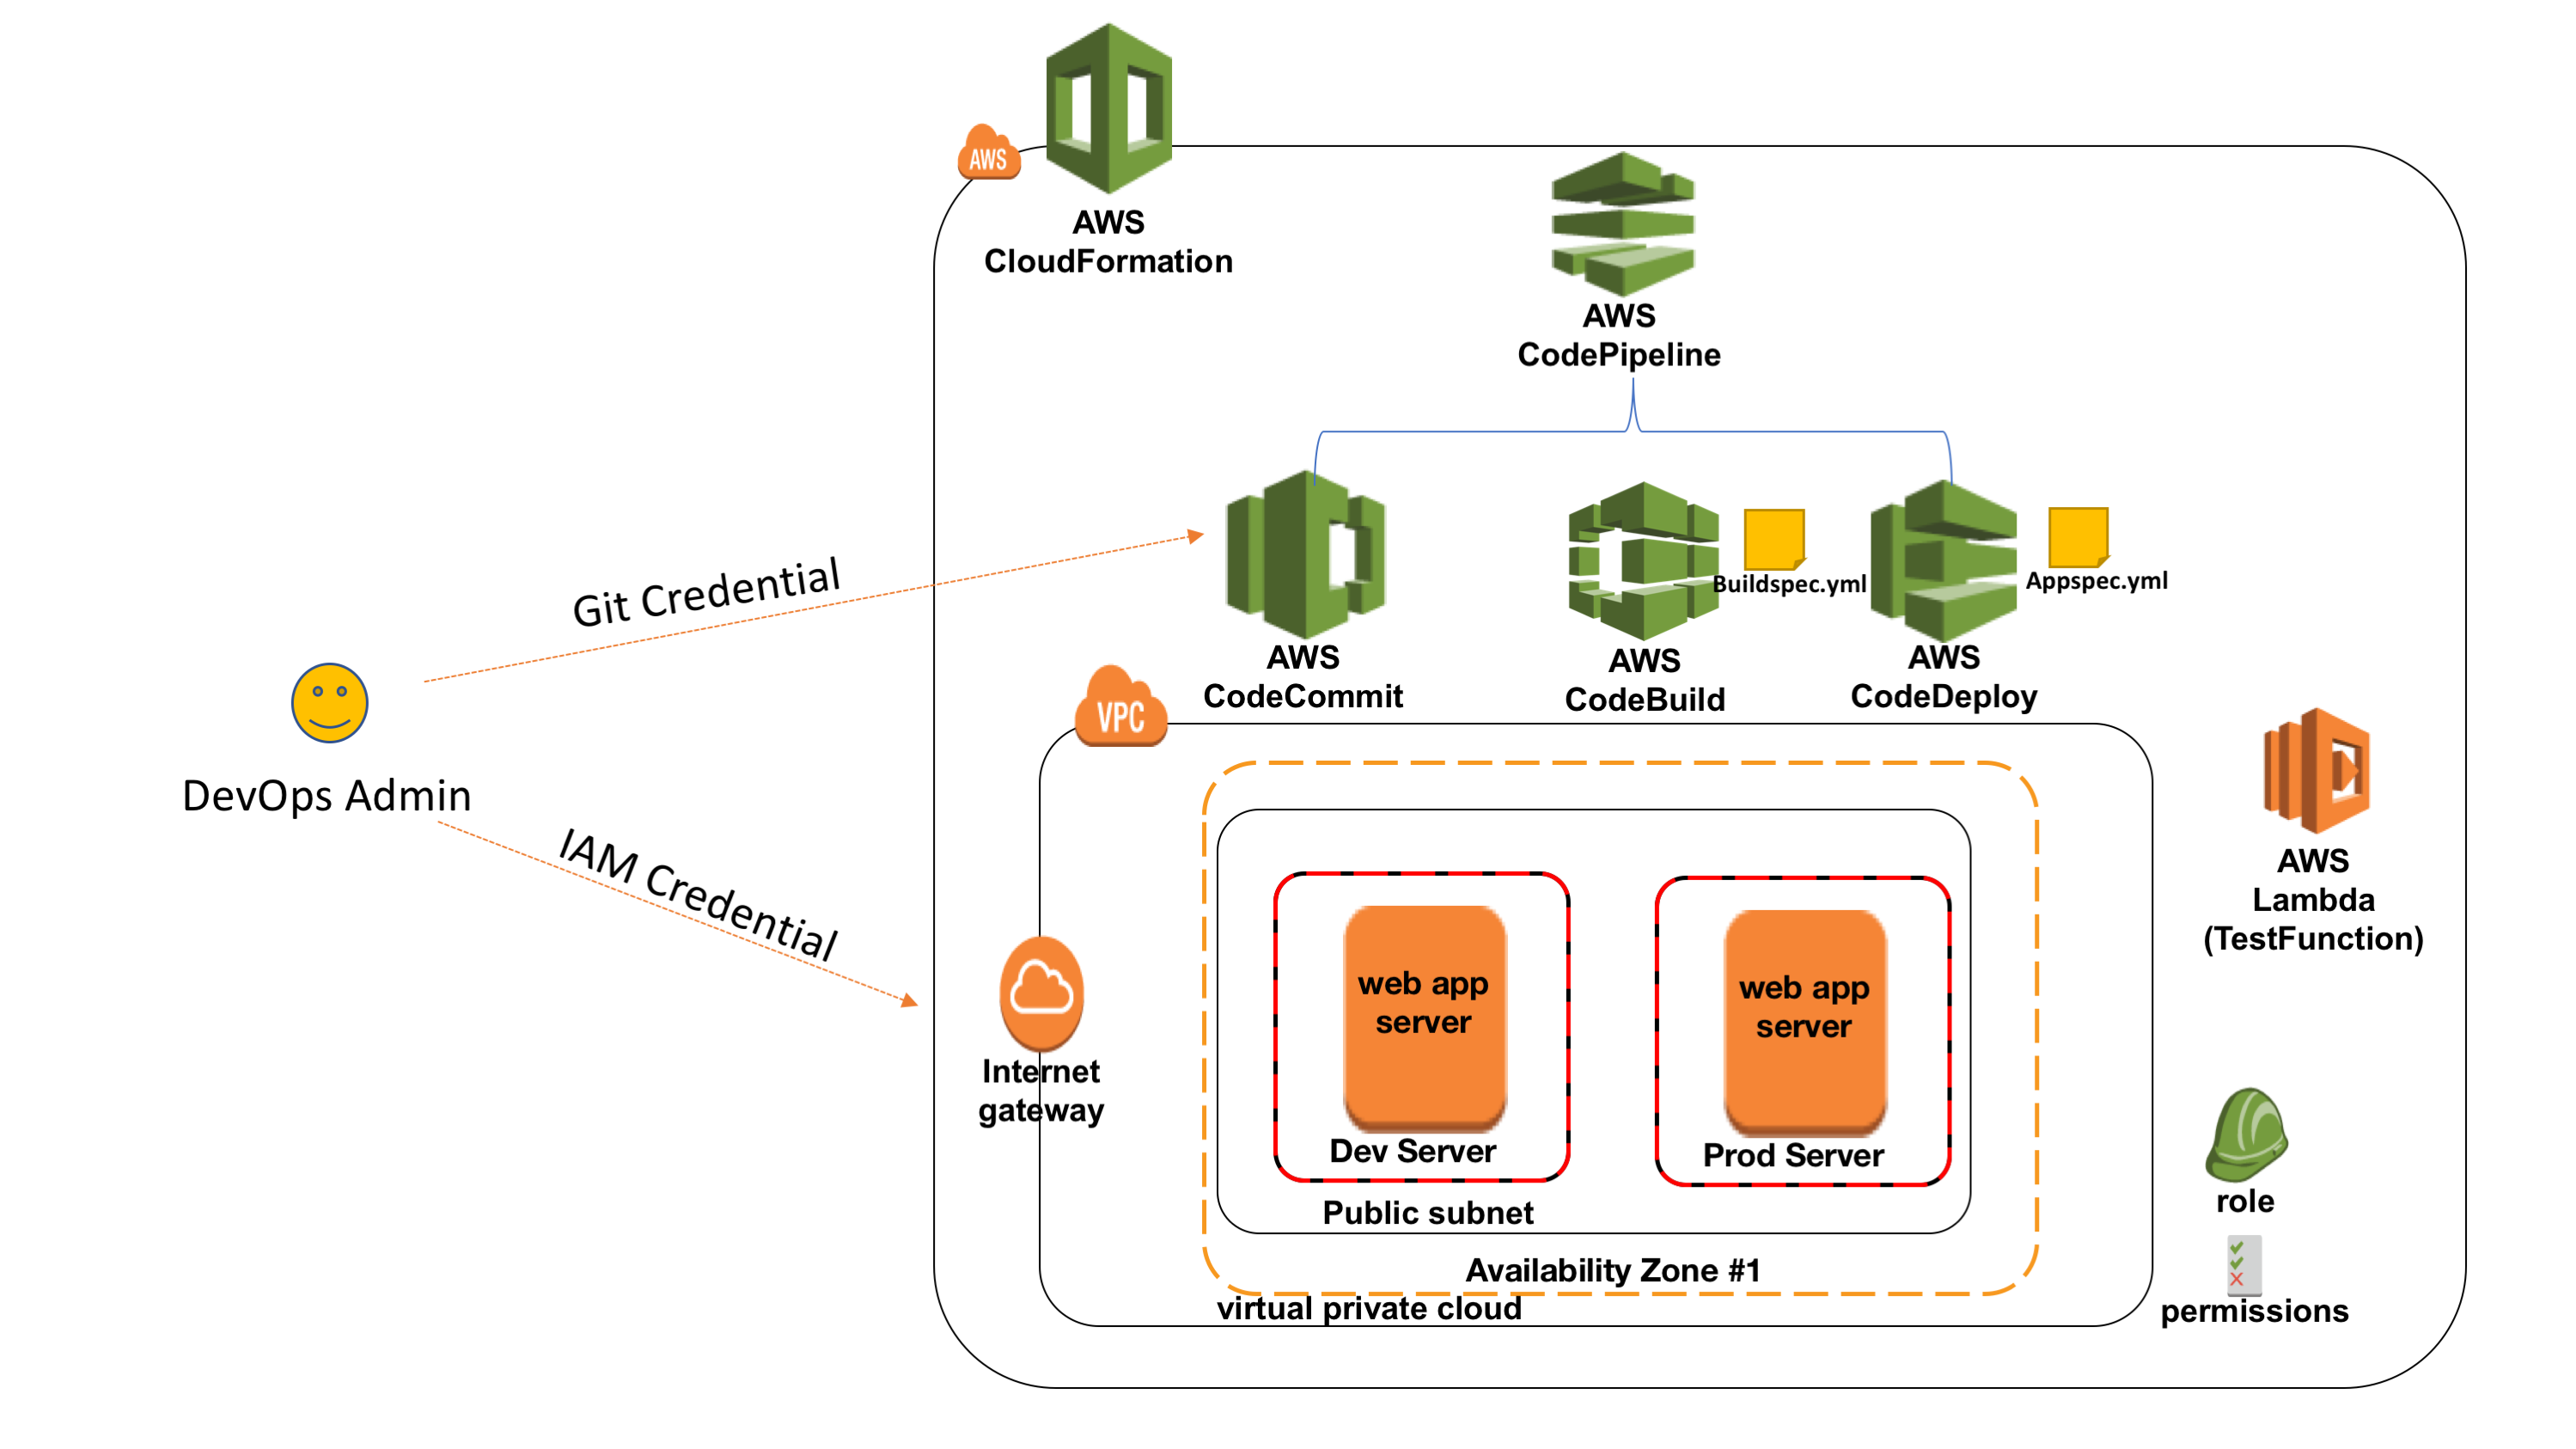 AWS
AWS
CloudFormation
AWS
CodePipeline
Git Credential
Buildspec.yml
Appspec.yml
AWS
CodeCommit
AWS
CodeBuild
AWS
CodeDeploy
VPC
DevOps Admin
IAM Credential
AWS
Lambda
(TestFunction)
web app
server
web app
server
Internet
gateway
Dev Server
Prod Server
Public subnet
role
Availability Zone #1
virtual private cloud
permissions